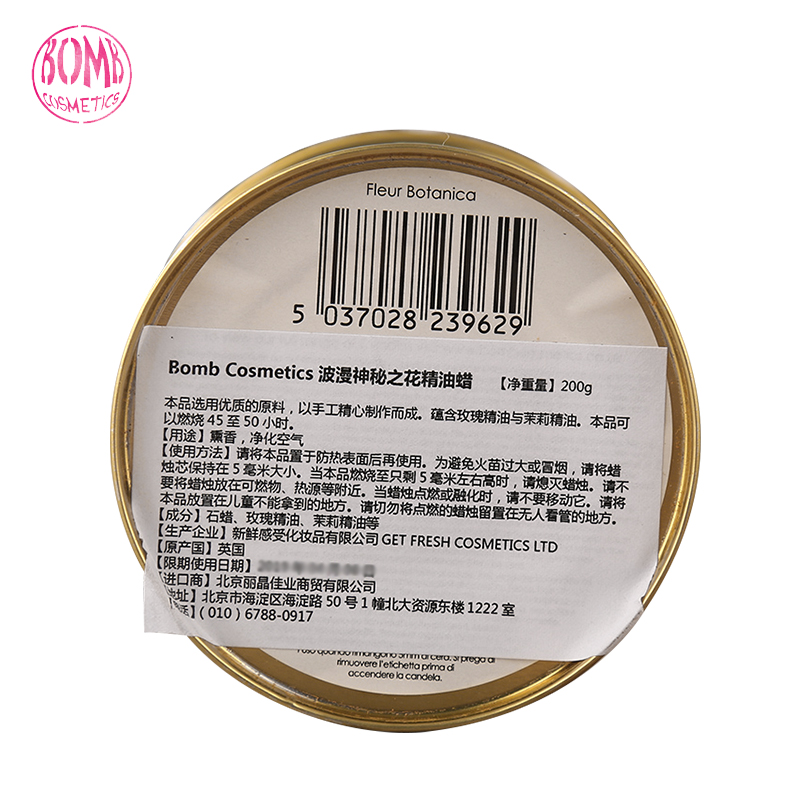 BOMB
COSMETICS
Fleur Botanica
5 037028 239629
Bomb Cosmetics 波漫神秘之花精油蜡 【净重量】200g
本品选用优质的原料，以手工精心制作而成。蕴含玫瑰精油与茉莉精油。本品可
以燃烧 45 至 50 小时。
【用途】熏香，净化空气
【使用方法】请将本品置于防热表面后再使用。为避免火苗过大或冒烟，请将蜡
烛芯保持在 5 毫米大小。当本品燃烧至只剩 5 毫米左右高时，请熄灭蜡烛。请不
要将蜡烛放在可燃物、热源等附近。当蜡烛点燃或融化时，请不要移动它。请将
本品放置在儿童不能拿到的地方。请切勿将点燃的蜡烛留置在无人看管的地方。
【成分】石蜡、玫瑰精油、茉莉精油等
【生产企业】新鲜感受化妆品有限公司 GET FRESH COSMETICS LTD
【原产国】英国
【限期使用日期】
【进口商】北京丽晶佳业商贸有限公司
地址】北京市海淀区海淀路 50 号 1 幢北大资源东楼 1222 室
话】(010) 6788-0917
l'uso quando rimangono 5mm di cera. Si prega di
rimuovere l'etichetta prima di
accendere la candela.